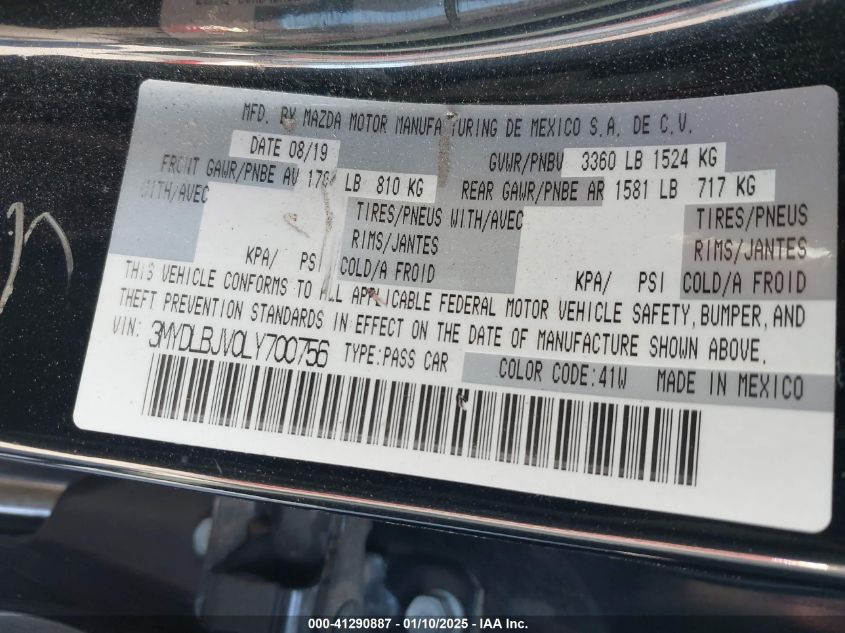 MFD. BY MAZDA MOTOR MANUFACTURING DE MEXICO S.A. DE C.V.
DATE 08/19 GVWR/PNBV 3360 LB 1524 KG
FRONT GAWR/PNBE AV LB 810 KG REAR GAWR/PNBE AR 1581 LB 717 KG
WITH/AVEC TIRES/PNEUS WITH/AVEC TIRES/PNEUS
RIMS/JANTES RIMS/JANTES
KPA/ PSI COLD/A FROID KPA/ PSI COLD/A FROID
THIS VEHICLE CONFORMS TO ALL APPLICABLE FEDERAL MOTOR VEHICLE SAFETY, BUMPER, AND
THEFT PREVENTION STANDARDS IN EFFECT ON THE DATE OF MANUFACTURE SHOWN ABOVE.
VIN: 3MYDLBJV0LY700756 TYPE:PASS CAR COLOR CODE:41W MADE IN MEXICO
000-41290887 - 01/10/2025 - IAA Inc.